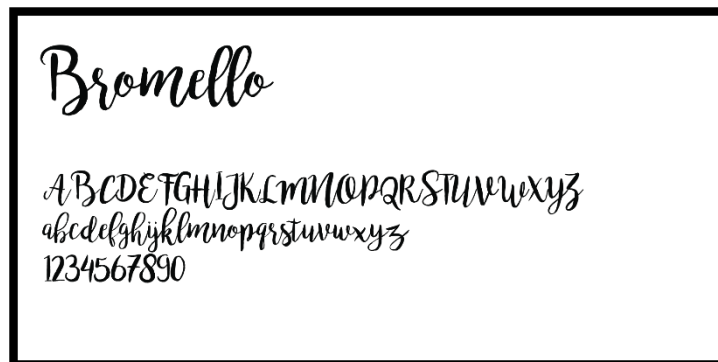 Bromello
ABCDEFGHIJKLMNOPQRSTUVWXYZ
abcdefghijklmnopqrstuvwxyz
1234567890